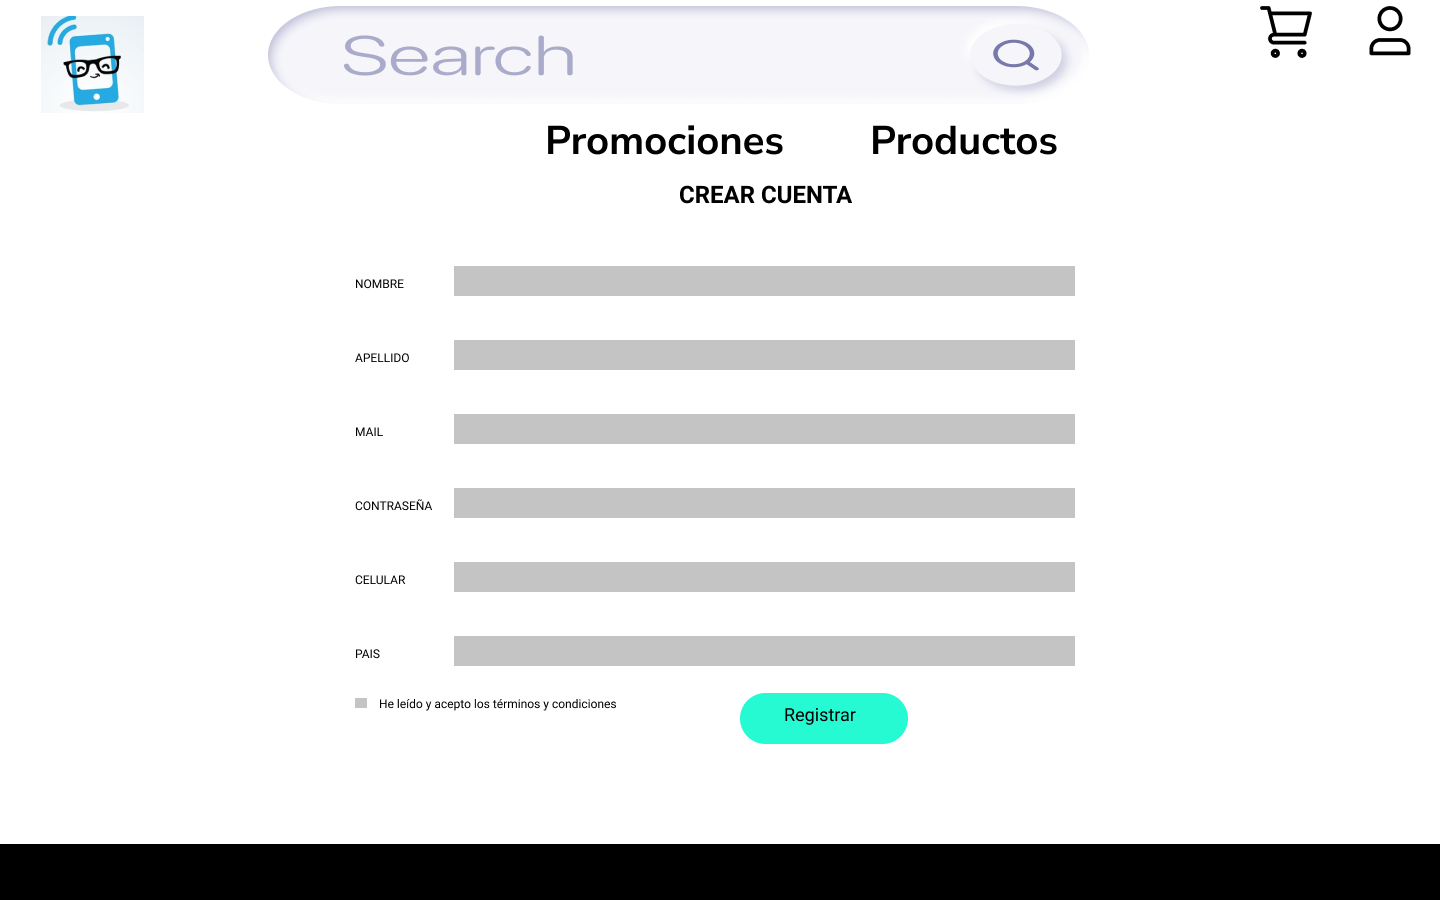 Search
Promociones
Productos
CREAR CUENTA
NOMBRE
APELLIDO
MAIL
CONTRASEÑA
CELULAR
PAIS
He leído y acepto los términos y condiciones
Registrar